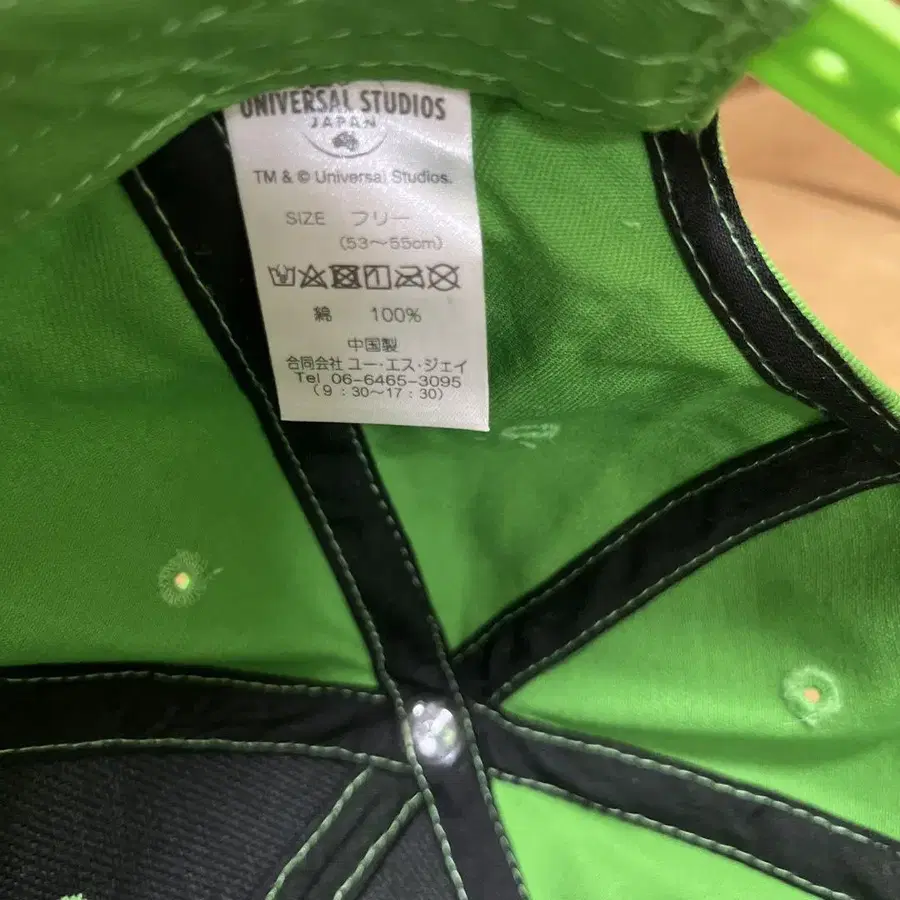 UNIVERSAL STUDIOS
JAPAN
TM & © Universal Studios.
SIZE フリー
(53～55cm)
綿 100%
中国製
合同会社 ユー・エス・ジェイ
Tel 06-6465-3095
(9：30～17：30)